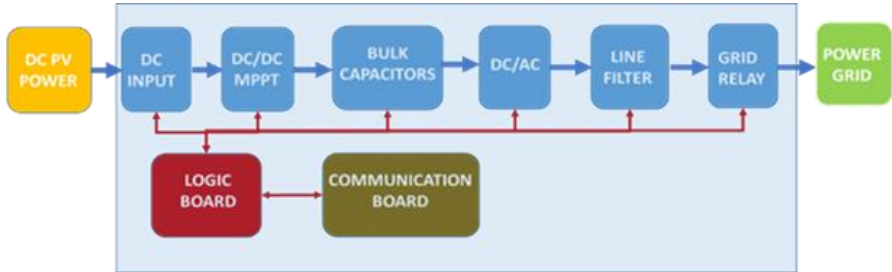 DC PV
POWER
DC
INPUT
DC/DC
MPPT
BULK
CAPACITORS
DC/AC
LINE
FILTER
GRID
RELAY
POWER
GRID
LOGIC
BOARD
COMMUNICATION
BOARD